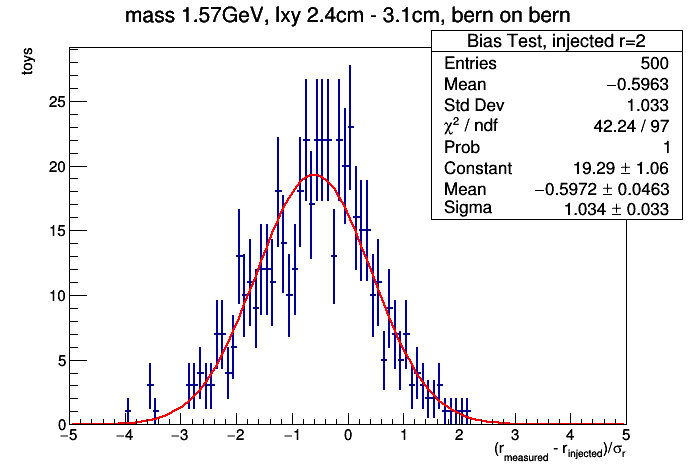 mass 1.57GeV, lxy 2.4cm - 3.1cm, bern on bern
Bias Test, injected r=2
Entries 500
Mean −0.5963
Std Dev 1.033
χ² / ndf 42.24 / 97
Prob 1
Constant 19.29 ± 1.06
Mean −0.5972 ± 0.0463
Sigma 1.034 ± 0.033
toys
25
20
15
10
5
0
−5 −4 −3 −2 −1 0 1 2 3 4 5
(r_measured - r_injected)/σ_r